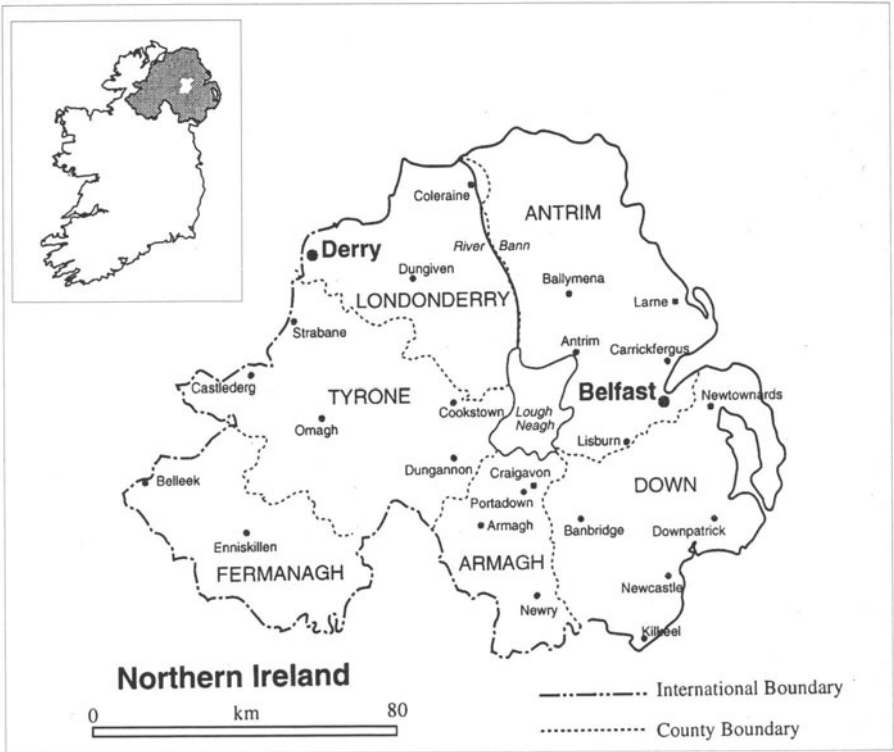 Coleraine
ANTRIM
Derry
River Bann
Dungiven
Ballymena
LONDONDERRY
Larne
Strabane
Antrim
Carrickfergus
Castlederg
TYRONE
Belfast
Newtownards
Cookstown
Lough
Neagh
Omagh
Lisburn
Dungannon
Craigavon
Belleek
DOWN
Portadown
Armagh
Banbridge
Downpatrick
Enniskillen
ARMAGH
FERMANAGH
Newcastle
Newry
Kilkeel
Northern Ireland
0 km 80
International Boundary
County Boundary